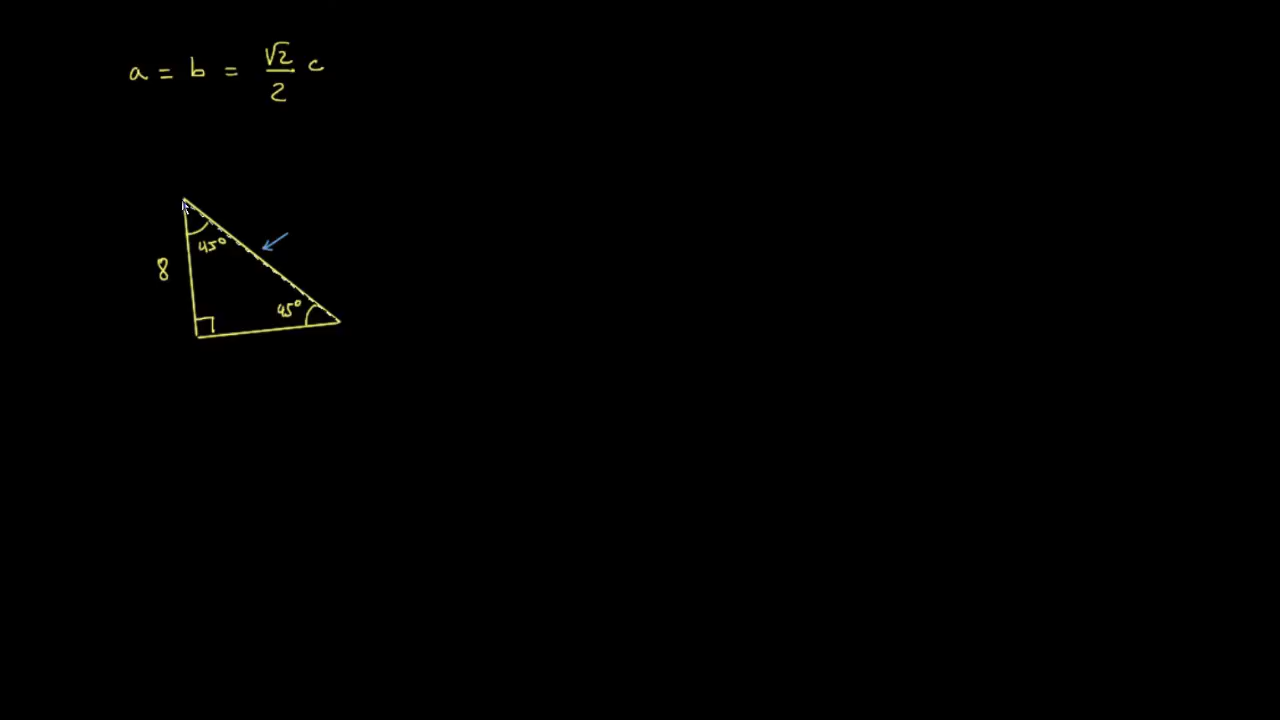 a = b = √2/2 c
45°
8
45°